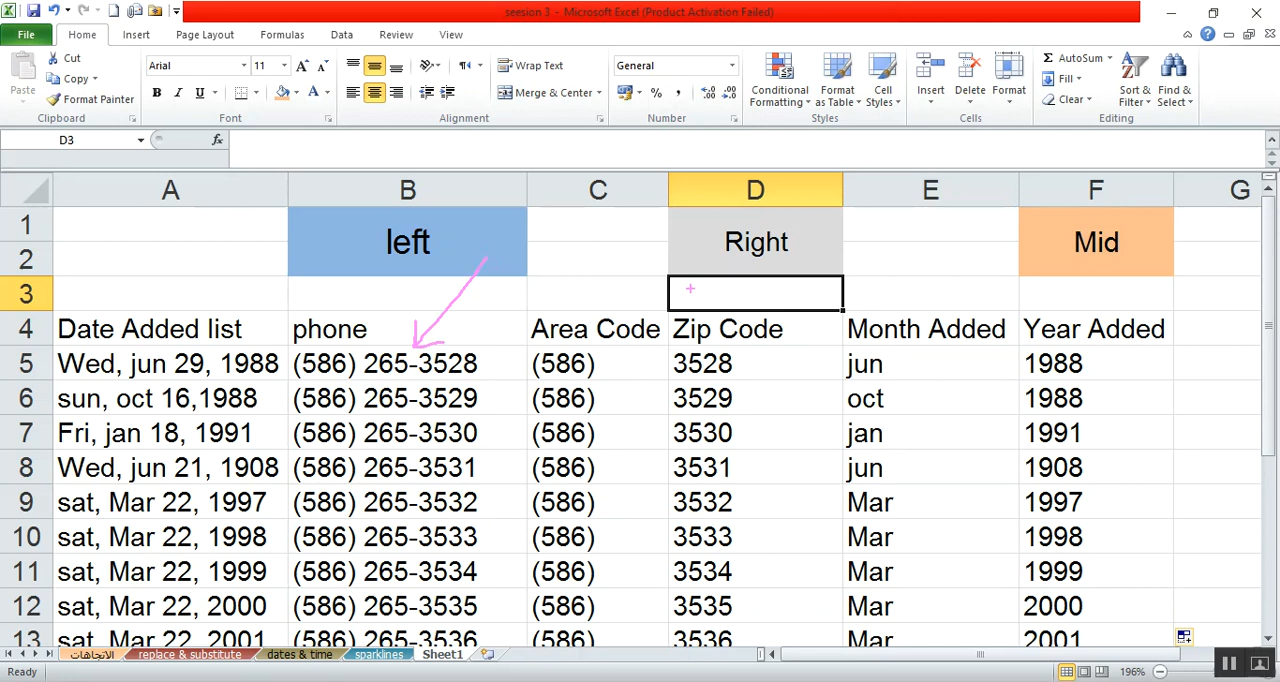 seesion 3 - Microsoft Excel (Product Activation Failed)
File Home Insert Page Layout Formulas Data Review View
Paste
Cut
Copy
Format Painter
Clipboard
Arial 11
B I U
Font
Wrap Text
Merge & Center
Alignment
General
% ,
Number
Conditional Formatting
Format as Table
Cell Styles
Styles
Insert
Delete
Format
Cells
Σ AutoSum
Fill
Clear
Sort & Filter
Find & Select
Editing
D3 fx
A B C D E F G
1 left Right Mid
2
3
4 Date Added list phone Area Code Zip Code Month Added Year Added
5 Wed, jun 29, 1988 (586) 265-3528 (586) 3528 jun 1988
6 sun, oct 16,1988 (586) 265-3529 (586) 3529 oct 1988
7 Fri, jan 18, 1991 (586) 265-3530 (586) 3530 jan 1991
8 Wed, jun 21, 1908 (586) 265-3531 (586) 3531 jun 1908
9 sat, Mar 22, 1997 (586) 265-3532 (586) 3532 Mar 1997
10 sat, Mar 22, 1998 (586) 265-3533 (586) 3533 Mar 1998
11 sat, Mar 22, 1999 (586) 265-3534 (586) 3534 Mar 1999
12 sat, Mar 22, 2000 (586) 265-3535 (586) 3535 Mar 2000
13 sat, Mar 22, 2001 (586) 265-3536 (586) 3536 Mar 2001
الاتجاهات replace & substitute dates & time sparklines Sheet1
Ready 196%